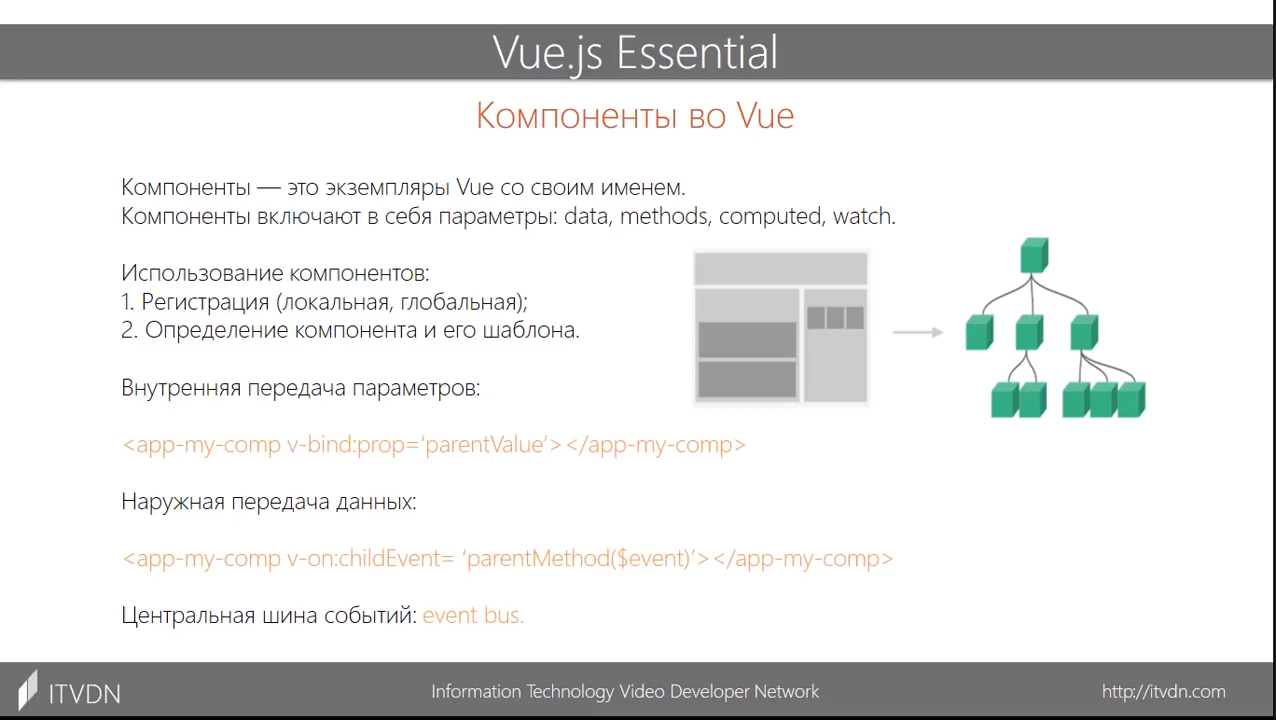 Vue.js Essential
Компоненты во Vue
Компоненты — это экземпляры Vue со своим именем.
Компоненты включают в себя параметры: data, methods, computed, watch.
Использование компонентов:
1. Регистрация (локальная, глобальная);
2. Определение компонента и его шаблона.
Внутренняя передача параметров:
<app-my-comp v-bind:prop=‘parentValue’></app-my-comp>
Наружная передача данных:
<app-my-comp v-on:childEvent= ‘parentMethod($event)’></app-my-comp>
Центральная шина событий: event bus.
ITVDN
Information Technology Video Developer Network
http://itvdn.com